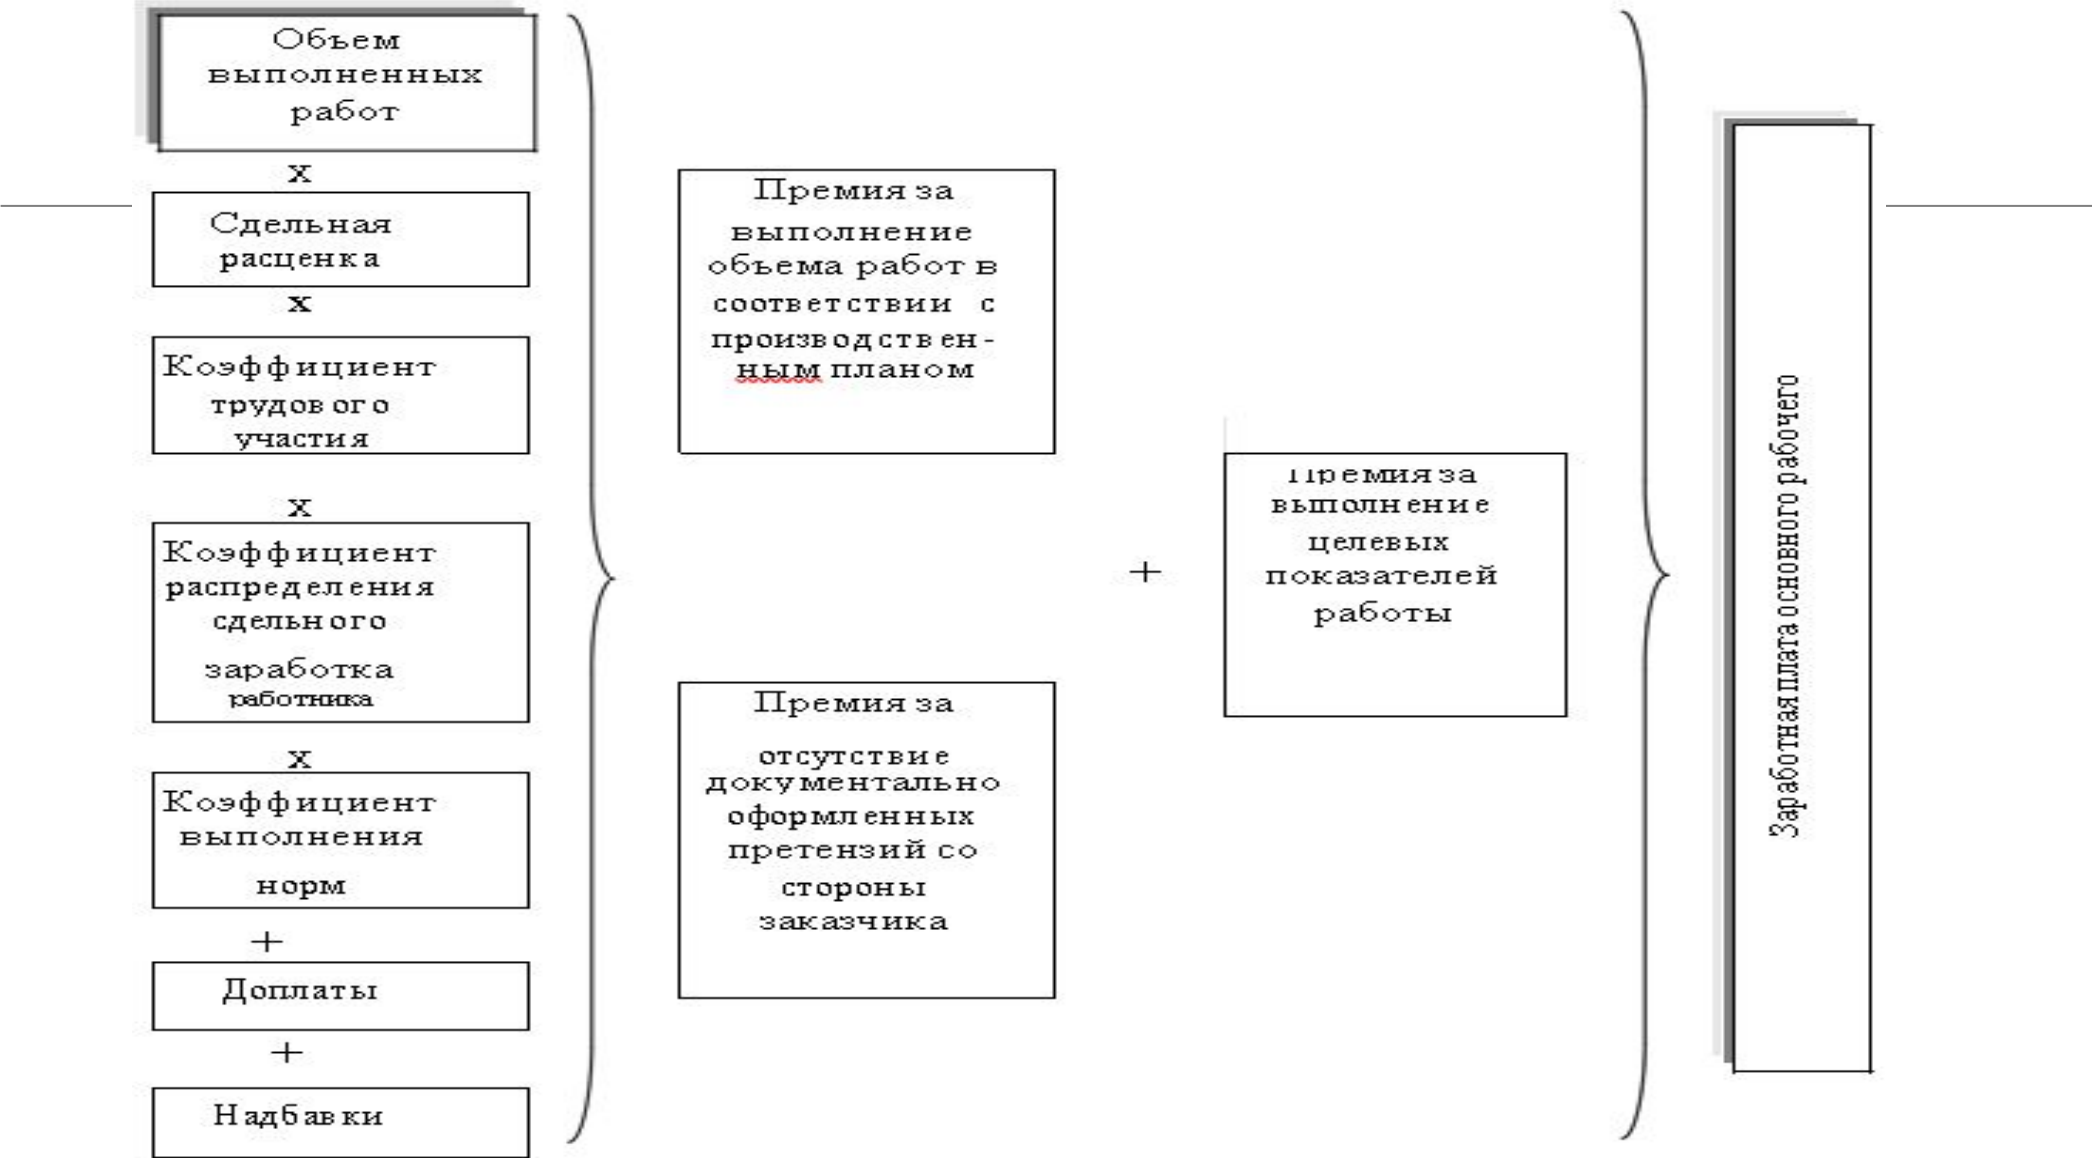 Объем
выполненных
работ
х
Сдельная
расценка
х
Коэффициент
трудового
участия
х
Коэффициент
распределения
сдельного
заработка
работника
х
Коэффициент
выполнения
норм
+
Доплаты
+
Надбавки
Премия за
выполнение
объема работ в
соответствии с
производствен-
ным планом
Премия за
отсутствие
документально
оформленных
претензий со
стороны
заказчика
+
Премия за
выполнение
целевых
показателей
работы
Заработная плата основного рабочего